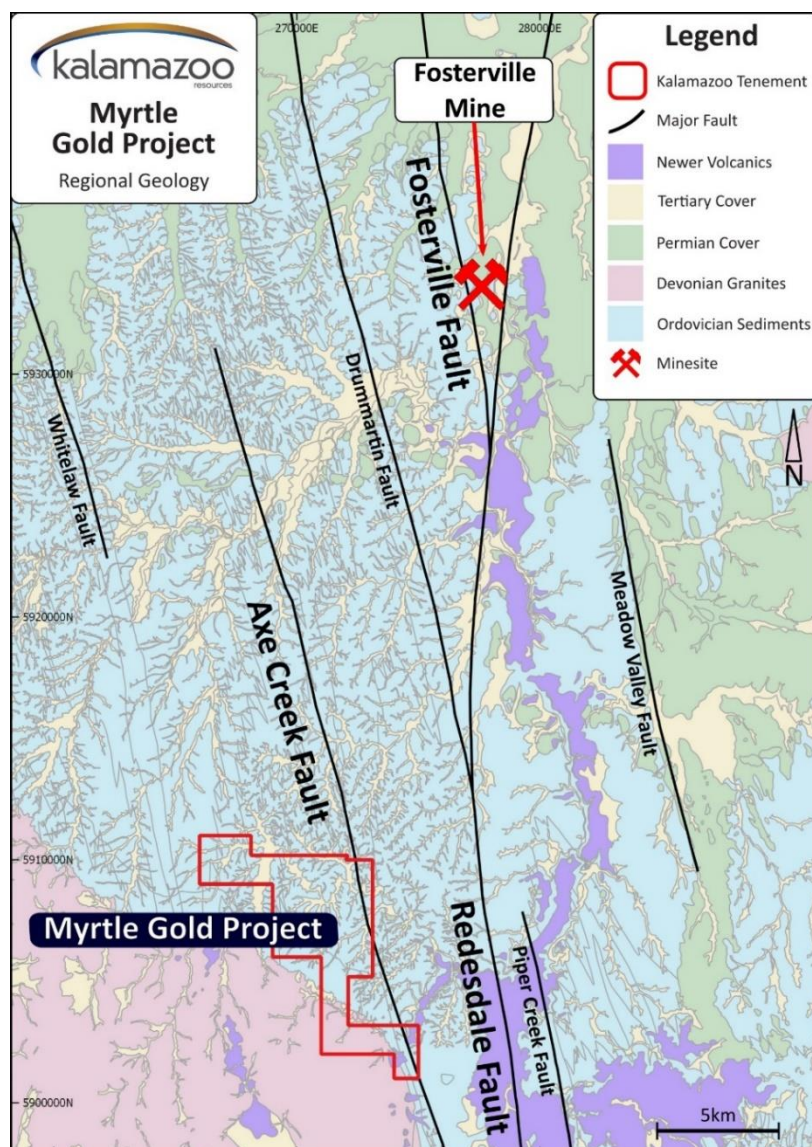 kalamazoo
resources
Myrtle
Gold Project
Regional Geology
270000E
280000E
Fosterville
Mine
Legend
Kalamazoo Tenement
Major Fault
Newer Volcanics
Tertiary Cover
Permian Cover
Devonian Granites
Ordovician Sediments
Minesite
N
Fosterville Fault
Drummartin Fault
Whitelaw Fault
Axe Creek Fault
Meadow Valley Fault
Redesdale Fault
Piper Creek Fault
Myrtle Gold Project
5930000N
5920000N
5910000N
5900000N
5km